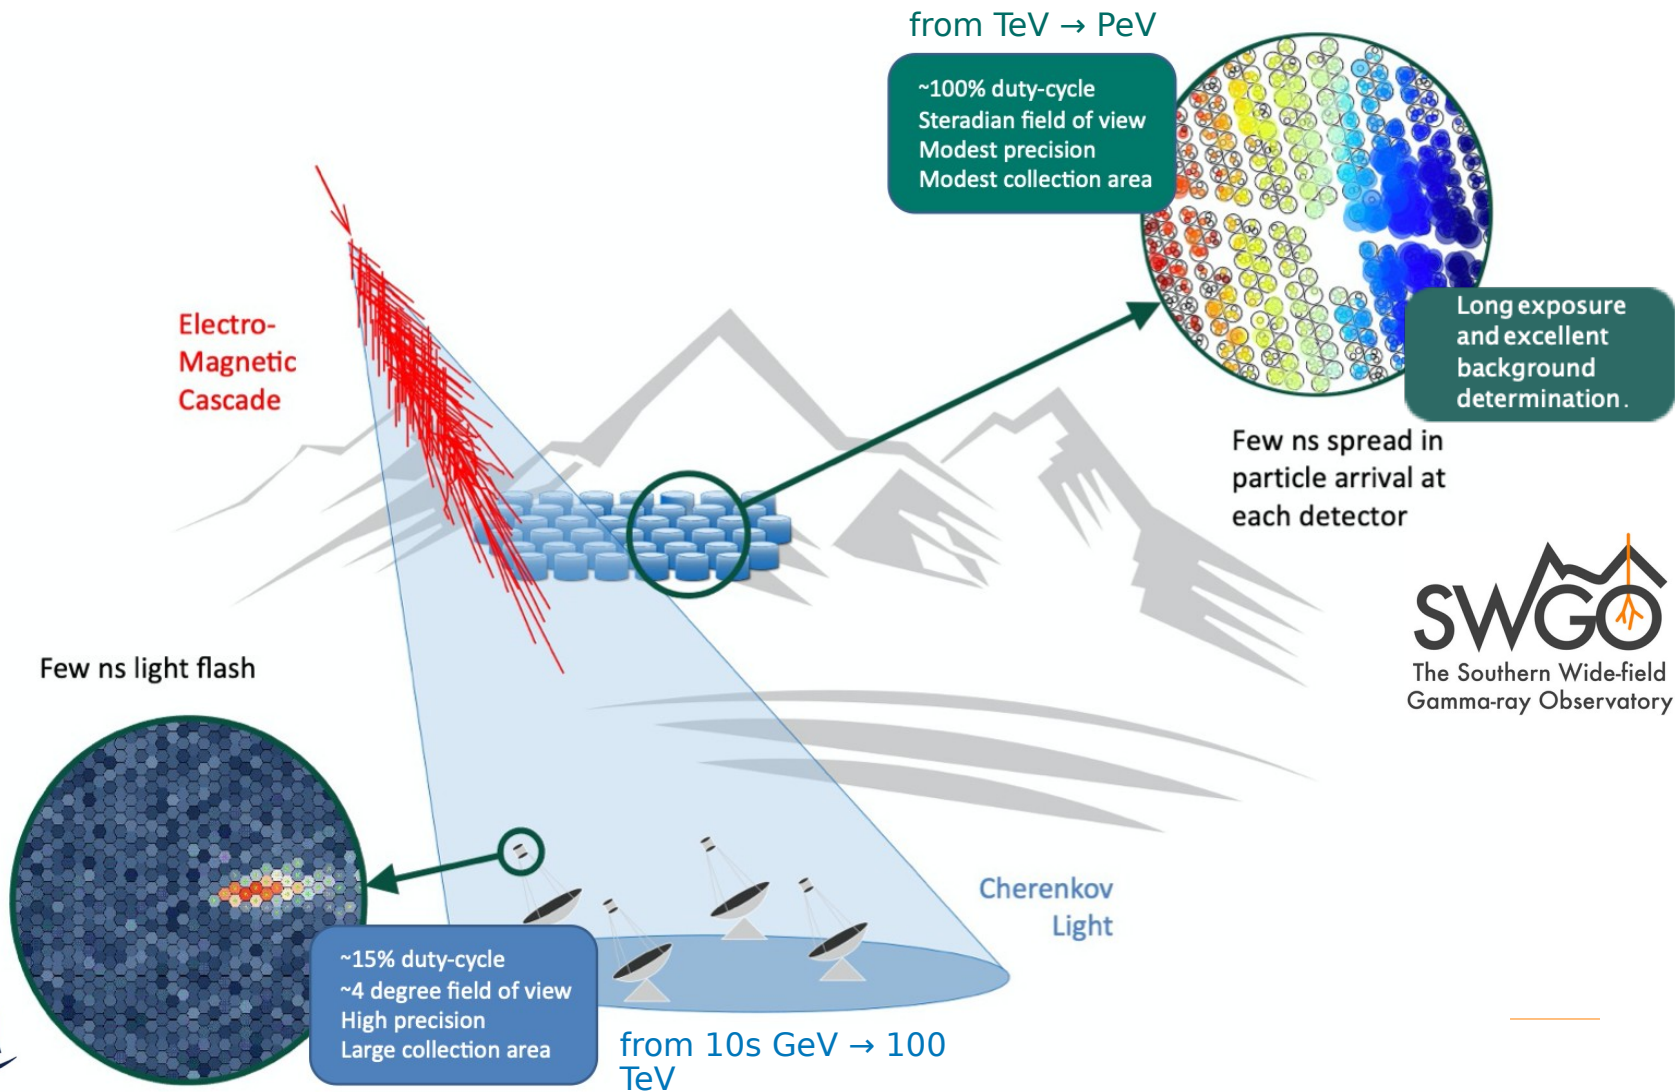 from TeV → PeV
~100% duty-cycle
Steradian field of view
Modest precision
Modest collection area
Long exposure
and excellent
background
determination.
Few ns spread in
particle arrival at
each detector
Electro-
Magnetic
Cascade
SWGO
The Southern Wide-field
Gamma-ray Observatory
Few ns light flash
Cherenkov
Light
~15% duty-cycle
~4 degree field of view
High precision
Large collection area
from 10s GeV → 100
TeV